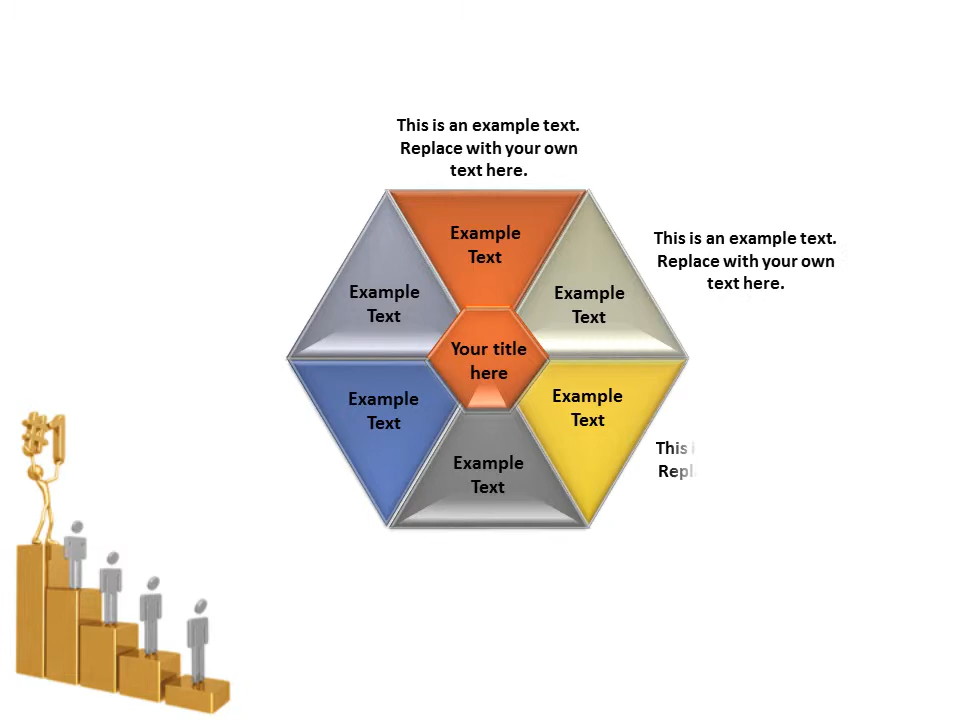 This is an example text.
Replace with your own
text here.
Example
Text
This is an example text.
Replace with your own
text here.
Example
Text
Example
Text
Your title
here
Example
Text
Example
Text
This
Example
Text
#1